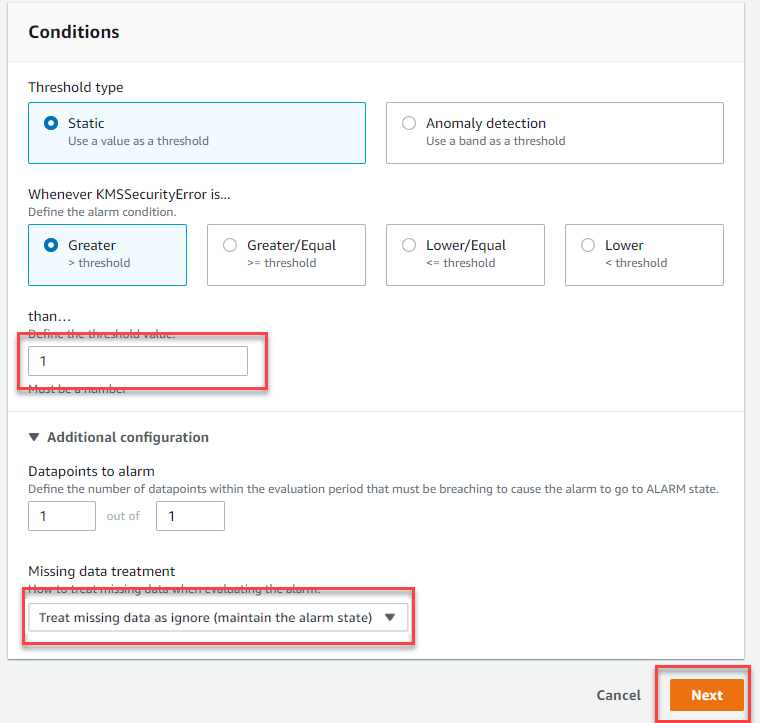 Conditions
Threshold type
Static
Use a value as a threshold
Anomaly detection
Use a band as a threshold
Whenever KMSSecurityError is...
Define the alarm condition.
Greater
> threshold
Greater/Equal
>= threshold
Lower/Equal
<= threshold
Lower
< threshold
than…
Define the threshold value.
1
Must be a number
Additional configuration
Datapoints to alarm
Define the number of datapoints within the evaluation period that must be breaching to cause the alarm to go to ALARM state.
1 out of 1
Missing data treatment
How to treat missing data when evaluating the alarm.
Treat missing data as ignore (maintain the alarm state)
Cancel Next